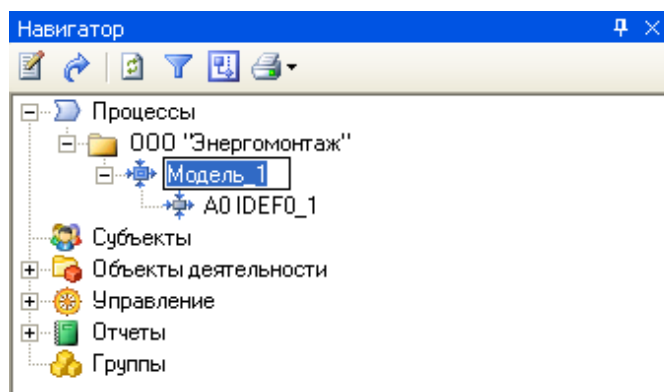 Навигатор
Процессы
ООО "Энергомонтаж"
Модель_1
A0 IDEF0_1
Субъекты
Объекты деятельности
Управление
Отчеты
Группы